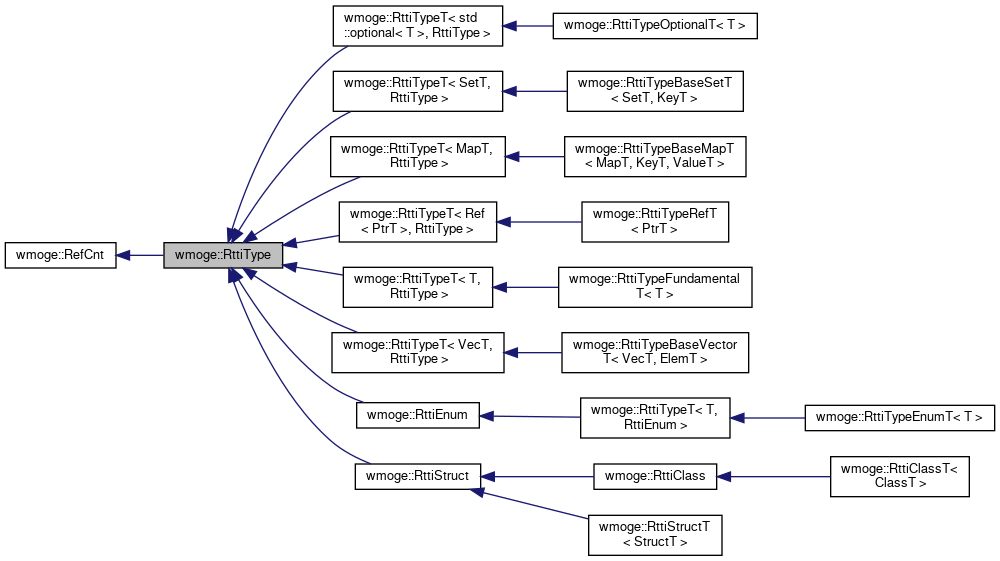 wmoge::RttiTypeT< std
::optional< T >, RttiType >
wmoge::RttiTypeOptionalT< T >
wmoge::RttiTypeT< SetT,
RttiType >
wmoge::RttiTypeBaseSetT
< SetT, KeyT >
wmoge::RttiTypeT< MapT,
RttiType >
wmoge::RttiTypeBaseMapT
< MapT, KeyT, ValueT >
wmoge::RttiTypeT< Ref
< PtrT >, RttiType >
wmoge::RttiTypeRefT
< PtrT >
wmoge::RefCnt
wmoge::RttiType
wmoge::RttiTypeT< T,
RttiType >
wmoge::RttiTypeFundamental
T< T >
wmoge::RttiTypeT< VecT,
RttiType >
wmoge::RttiTypeBaseVector
T< VecT, ElemT >
wmoge::RttiEnum
wmoge::RttiTypeT< T,
RttiEnum >
wmoge::RttiTypeEnumT< T >
wmoge::RttiStruct
wmoge::RttiClass
wmoge::RttiClassT<
ClassT >
wmoge::RttiStructT
< StructT >